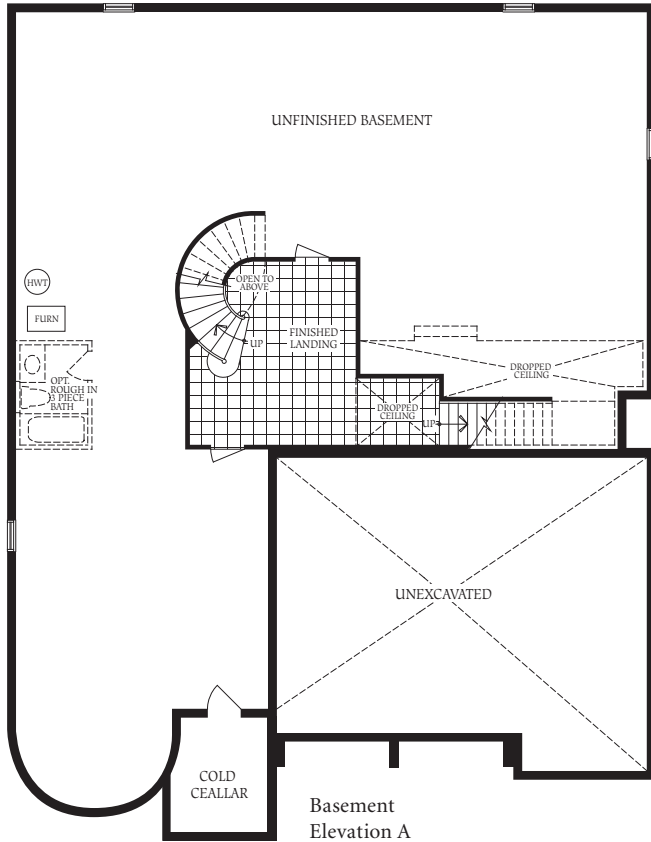 UNFINISHED BASEMENT
HWT
OPEN TO
ABOVE
FURN
FINISHED
LANDING
UP
OPT.
ROUGH IN
3 PIECE
BATH
DROPPED
CEILING
DROPPED
CEILING
UP
UNEXCAVATED
COLD
CEALLAR
Basement
Elevation A